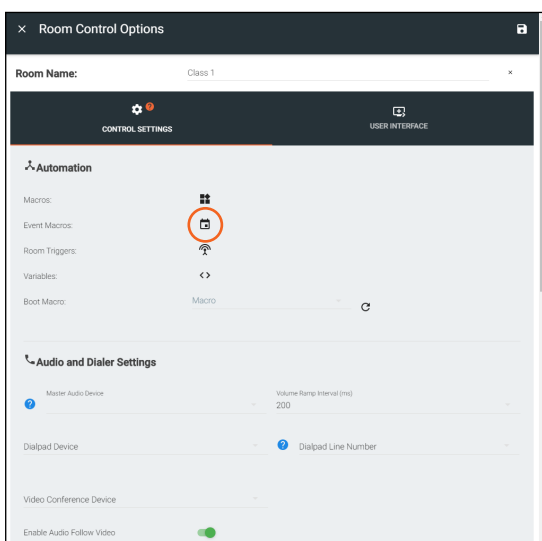 × Room Control Options
Room Name: Class 1 ×
?
CONTROL SETTINGS
USER INTERFACE
Automation
Macros:
Event Macros:
Room Triggers:
Variables: <>
Boot Macro: Macro
Audio and Dialer Settings
Master Audio Device
Volume Ramp Interval (ms)
? 200
Dialpad Device
? Dialpad Line Number
Video Conference Device
Enable Audio Follow Video